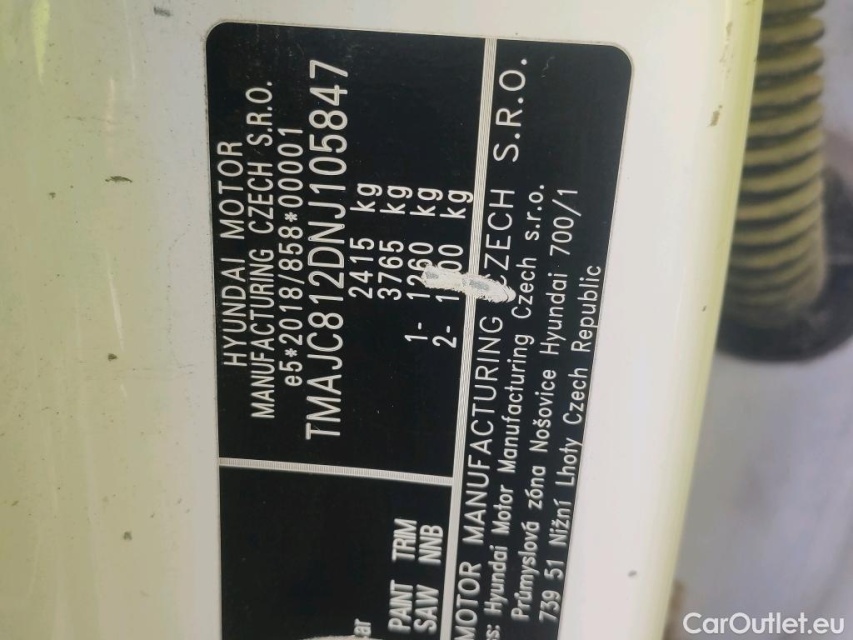 HYUNDAI MOTOR
MANUFACTURING CZECH S.R.O.
e5*2018/858*00001
TMAJC812DNJ105847
2415 kg
3765 kg
1- 1260 kg
2- kg
PAINT TRIM
SAW NNB
MOTOR MANUFACTURING CZECH S.R.O.
Hyundai Motor Manufacturing Czech s.r.o.
Průmyslová zóna Nošovice Hyundai 700/1
739 51 Nižní Lhoty Czech Republic
CarOutlet.eu